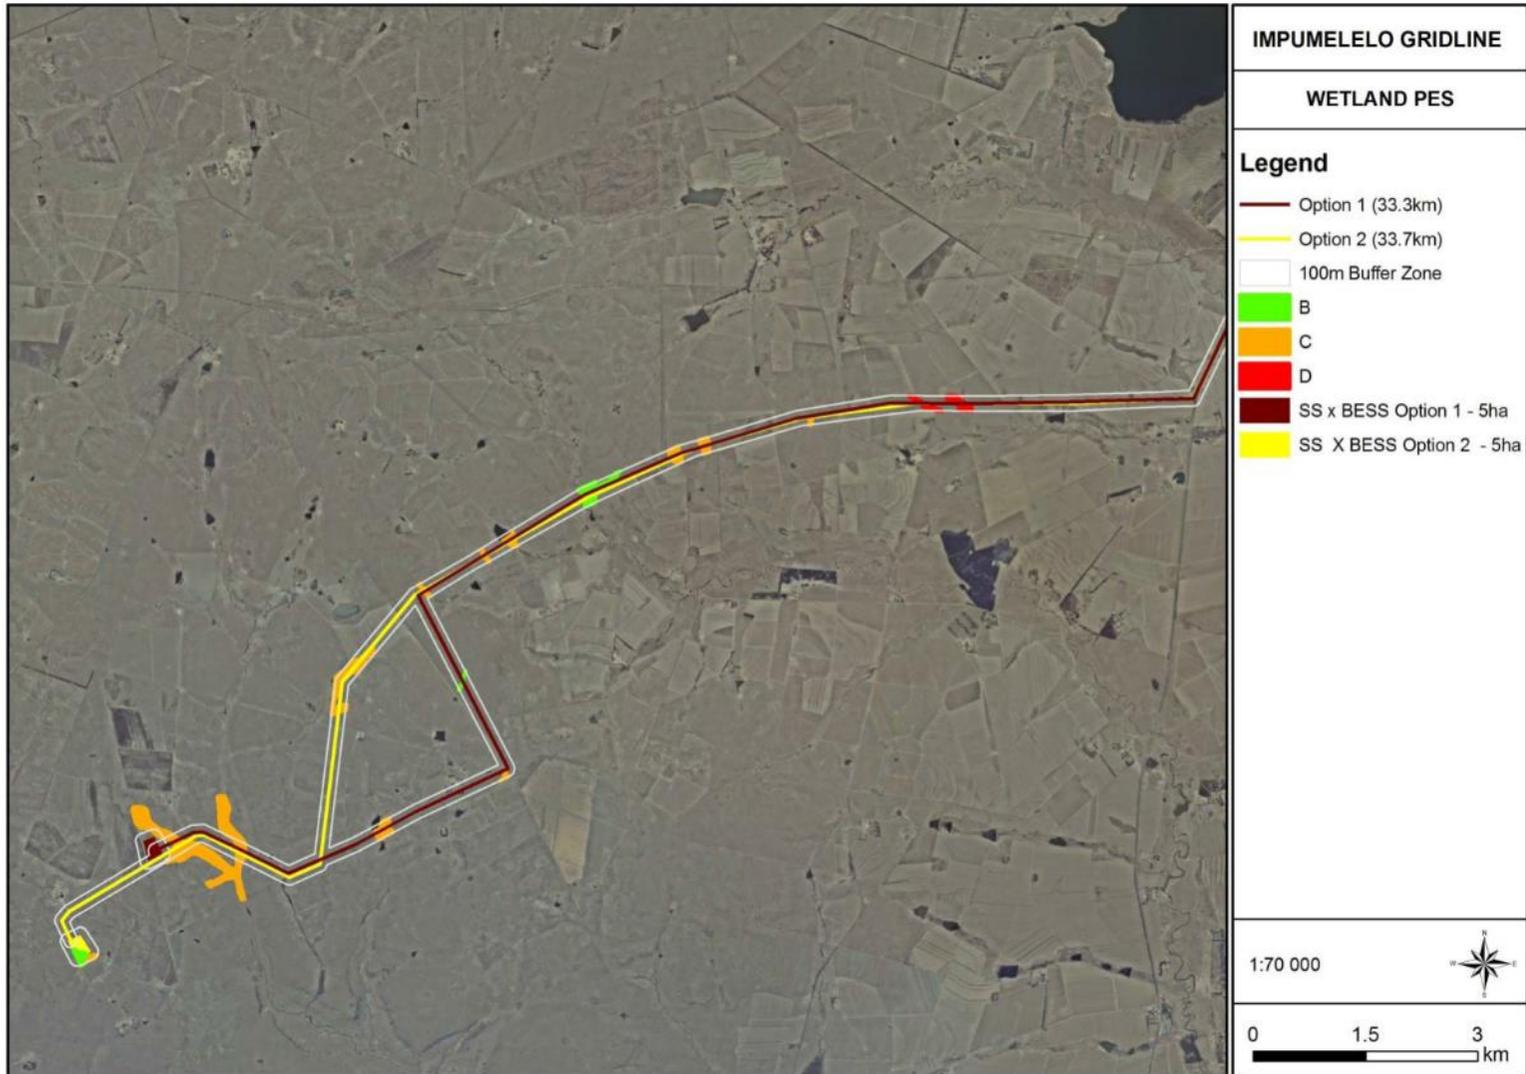 IMPUMELELO GRIDLINE
WETLAND PES
Legend
Option 1 (33.3km)
Option 2 (33.7km)
100m Buffer Zone
B
C
D
SS x BESS Option 1 - 5ha
SS X BESS Option 2 - 5ha
1:70 000
N
W E
S
0 1.5 3
km